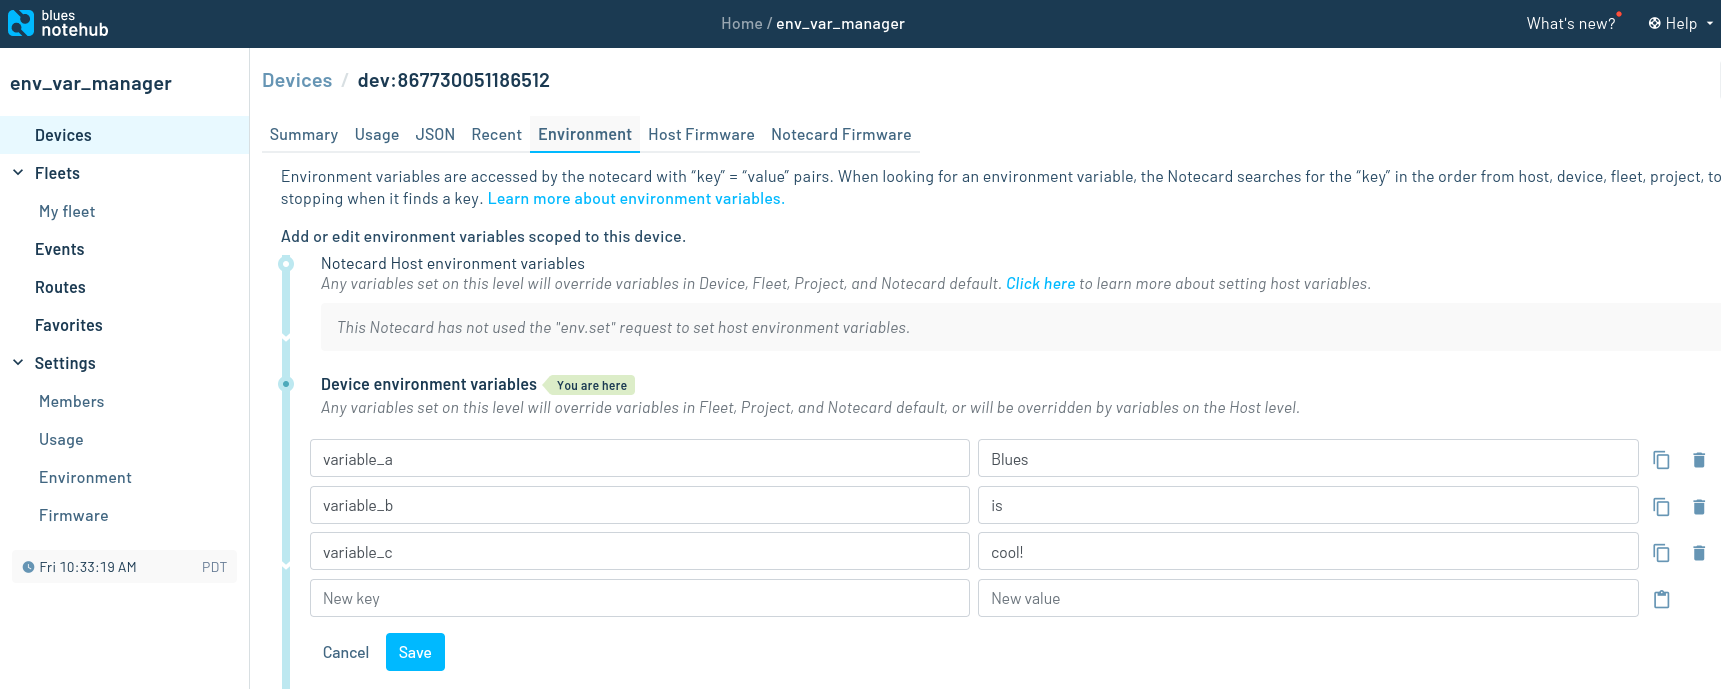 blues
notehub
Home / env_var_manager
What's new?
Help
env_var_manager
Devices
Fleets
My fleet
Events
Routes
Favorites
Settings
Members
Usage
Environment
Firmware
Fri 10:33:19 AM PDT
Devices / dev:867730051186512
Summary Usage JSON Recent Environment Host Firmware Notecard Firmware
Environment variables are accessed by the notecard with “key” = “value” pairs. When looking for an environment variable, the Notecard searches for the “key” in the order from host, device, fleet, project, to
stopping when it finds a key. Learn more about environment variables.
Add or edit environment variables scoped to this device.
Notecard Host environment variables
Any variables set on this level will override variables in Device, Fleet, Project, and Notecard default. Click here to learn more about setting host variables.
This Notecard has not used the "env.set" request to set host environment variables.
Device environment variables You are here
Any variables set on this level will override variables in Fleet, Project, and Notecard default, or will be overridden by variables on the Host level.
variable_a Blues
variable_b is
variable_c cool!
New key New value
Cancel Save